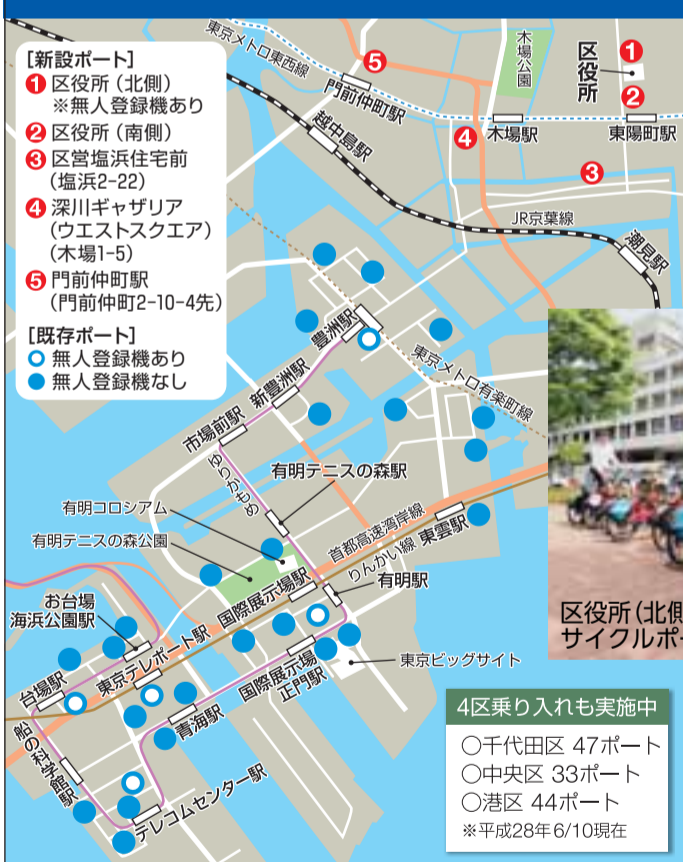 [新設ポート]
❶ 区役所（北側）
※無人登録機あり
❷ 区役所（南側）
❸ 区営塩浜住宅前
(塩浜2-22)
❹ 深川ギャザリア
(ウエストスクエア)
(木場1-5)
❺ 門前仲町駅
(門前仲町2-10-4先)
[既存ポート]
無人登録機あり
無人登録機なし
東京メトロ東西線
❺
門前仲町駅
木場公園
区役所
❶
❷
越中島駅
❹
木場駅
東陽町駅
❸
JR京葉線
潮見駅
豊洲駅
東京メトロ有楽町線
新豊洲駅
市場前駅
ゆりかもめ
有明テニスの森駅
有明コロシアム
有明テニスの森公園
首都高速湾岸線
りんかい線
東雲駅
国際展示場駅
有明駅
お台場
海浜公園駅
東京テレポート駅
台場駅
国際展示場
正門駅
東京ビッグサイト
青海駅
船の科学館駅
テレコムセンター駅
区役所(北側
サイクルポー
4区乗り入れも実施中
○千代田区 47ポート
○中央区 33ポート
○港区 44ポート
※平成28年6/10現在